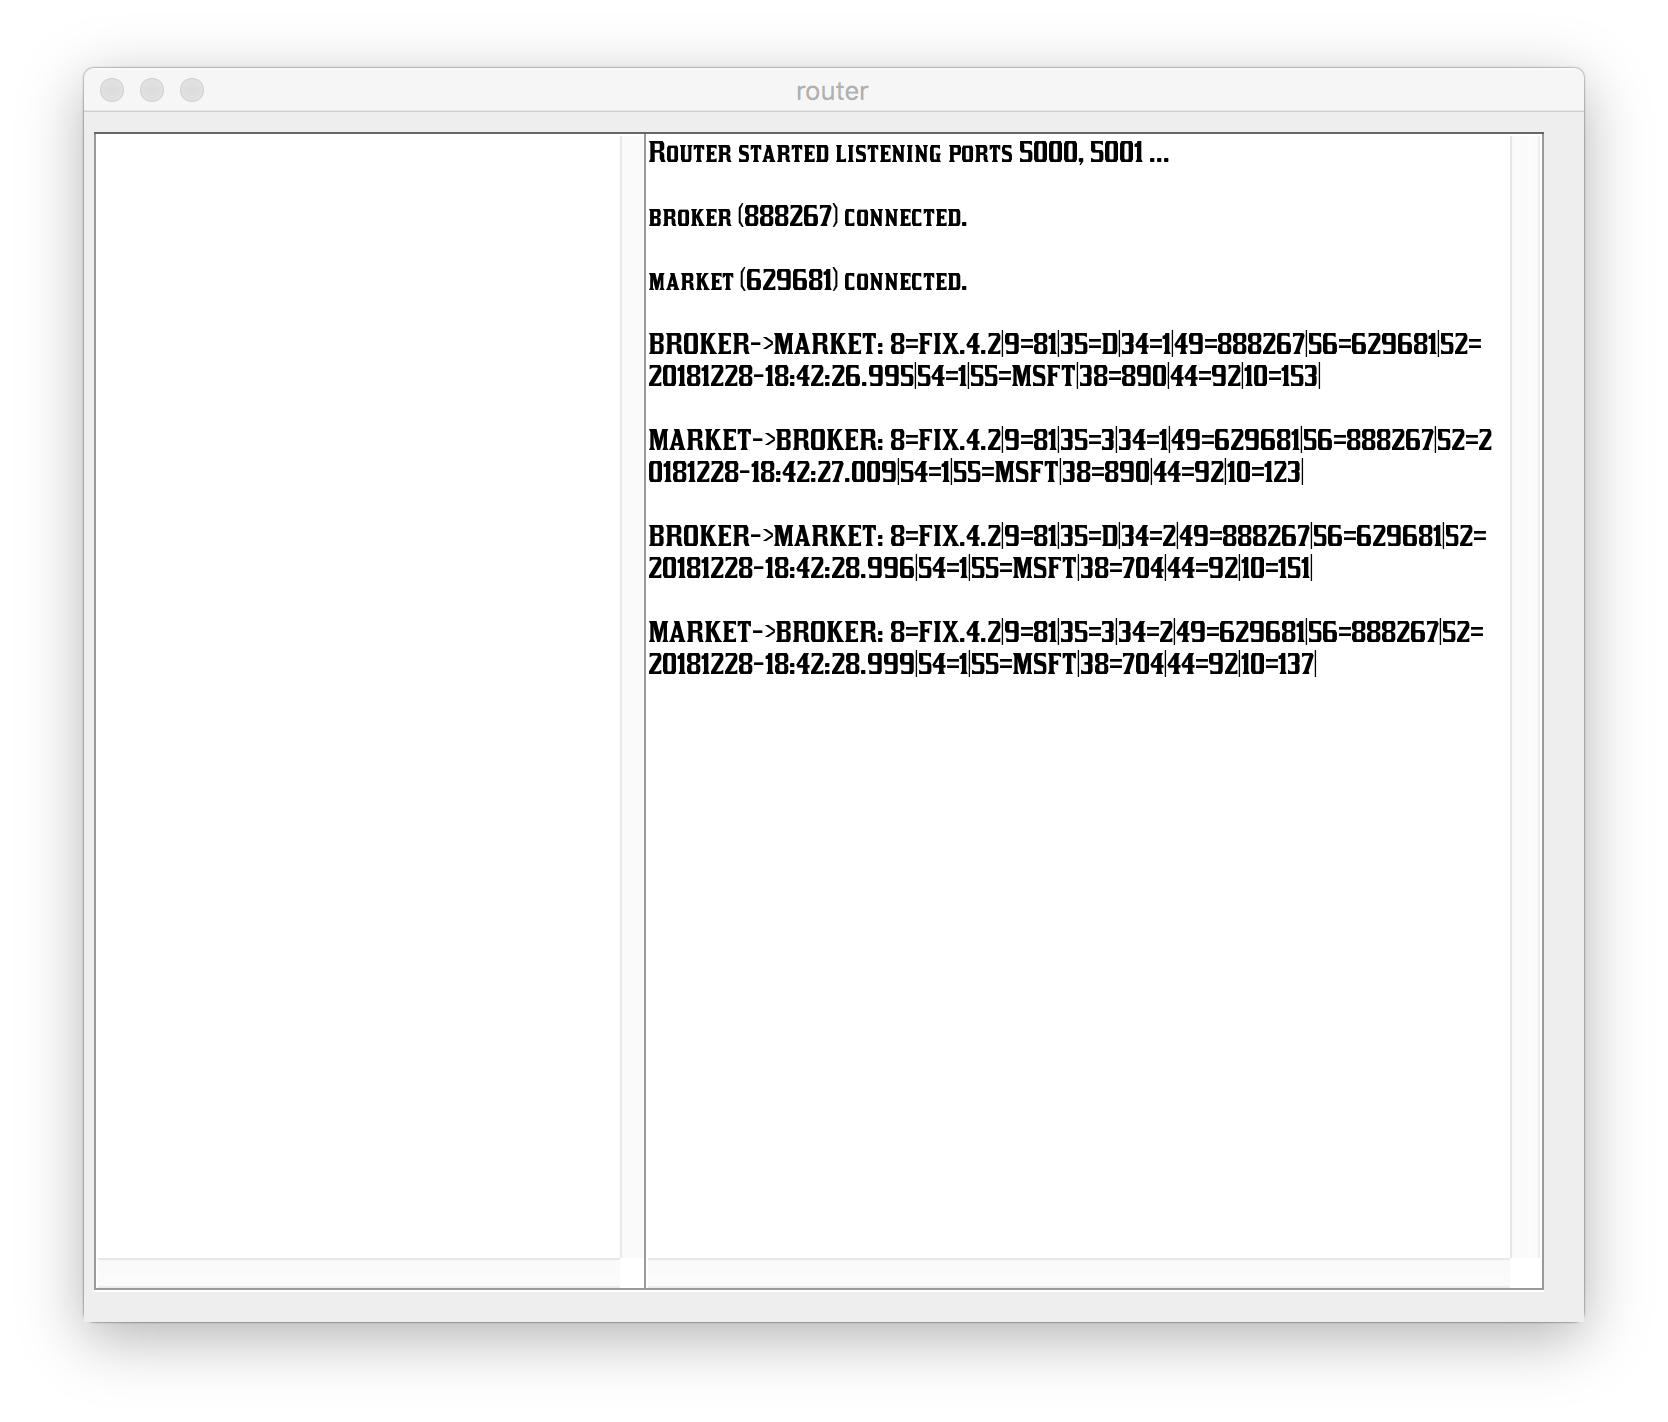 router
Router started listening ports 5000, 5001 ...
broker (888267) connected.
market (629681) connected.
BROKER->MARKET: 8=FIX.4.2|9=81|35=D|34=1|49=888267|56=629681|52=
20181228-18:42:26.995|54=1|55=MSFT|38=890|44=92|10=153|
MARKET->BROKER: 8=FIX.4.2|9=81|35=3|34=1|49=629681|56=888267|52=2
0181228-18:42:27.009|54=1|55=MSFT|38=890|44=92|10=123|
BROKER->MARKET: 8=FIX.4.2|9=81|35=D|34=2|49=888267|56=629681|52=
20181228-18:42:28.996|54=1|55=MSFT|38=704|44=92|10=151|
MARKET->BROKER: 8=FIX.4.2|9=81|35=3|34=2|49=629681|56=888267|52=
20181228-18:42:28.999|54=1|55=MSFT|38=704|44=92|10=137|